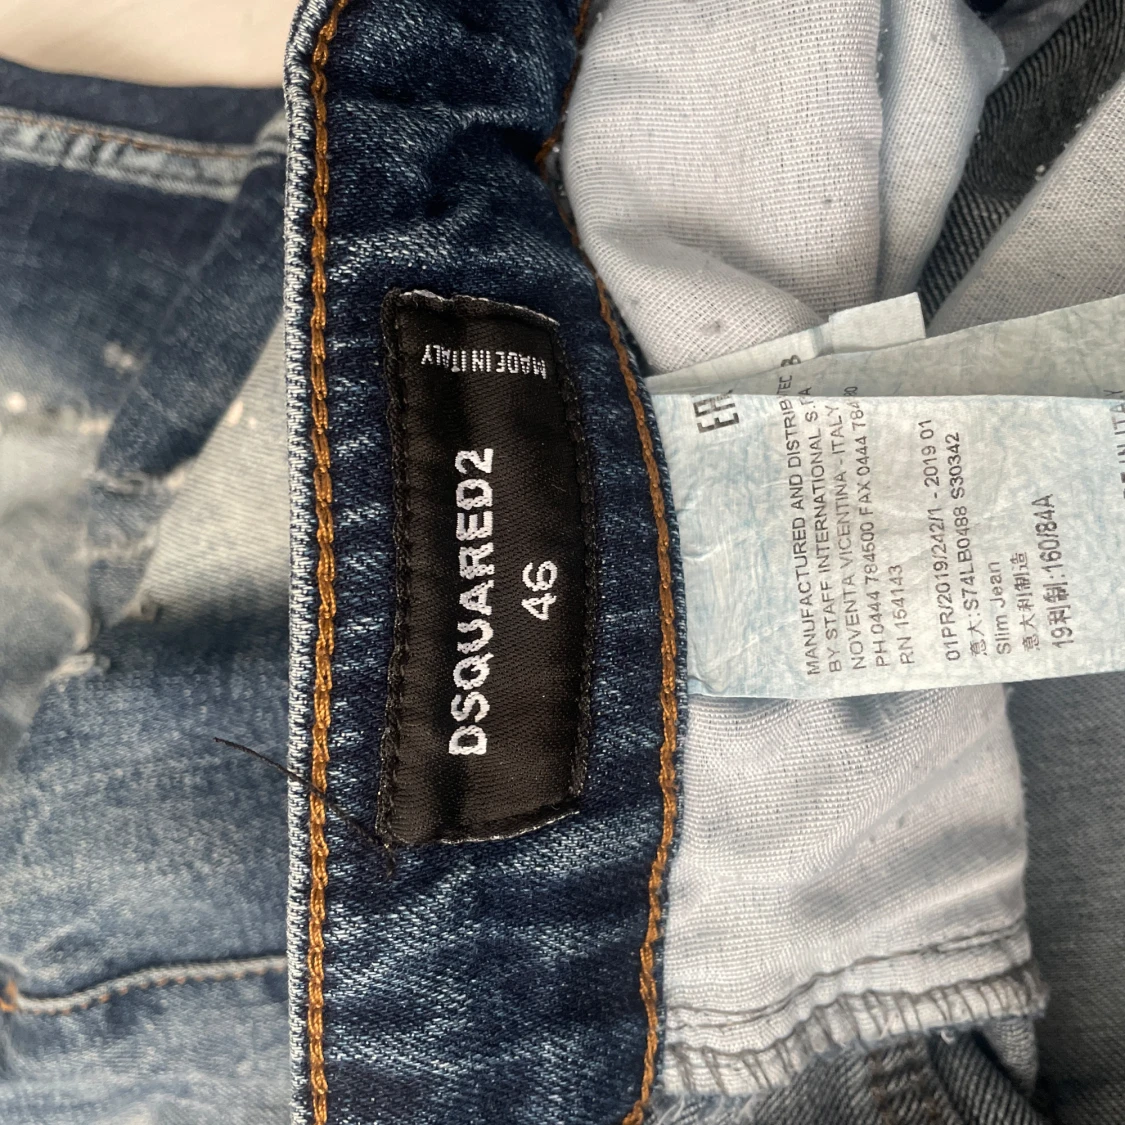 MADE IN ITALY
DSQUARED2
46
EAC
MANUFACTURED AND DISTRIBUTED
BY STAFF INTERNATIONAL S.P.A
NOVENTA VICENTINA - ITALY
PH 0444 784500 FAX 0444 784
RN 154143
01PR/2019/242/1 - 2019 01
意大:S74LB0488 S30342
Slim Jean
意大利制造
19利制:160/84A
IN ITALY